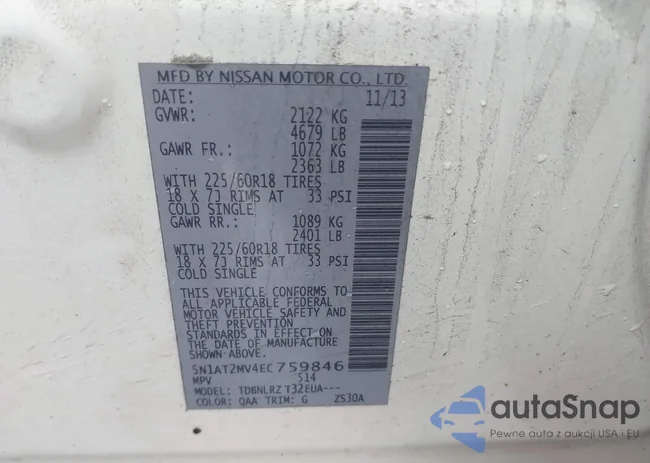 MFD BY NISSAN MOTOR CO., LTD.
DATE: 11/13
GVWR: 2122 KG
4679 LB
GAWR FR.: 1072 KG
2363 LB
WITH 225/60R18 TIRES
18 X 7J RIMS AT 33 PSI
COLD SINGLE
GAWR RR.: 1089 KG
2401 LB
WITH 225/60R18 TIRES
18 X 7J RIMS AT 33 PSI
COLD SINGLE
THIS VEHICLE CONFORMS TO
ALL APPLICABLE FEDERAL
MOTOR VEHICLE SAFETY AND
THEFT PREVENTION
STANDARDS IN EFFECT ON
THE DATE OF MANUFACTURE
SHOWN ABOVE.
5N1AT2MV4EC759846
MPV S14
MODEL: TDBNLRZ T32EUA---
COLOR: QAA TRIM: G ZS30A
autoSnap
Pewne auta z aukcji USA i EU